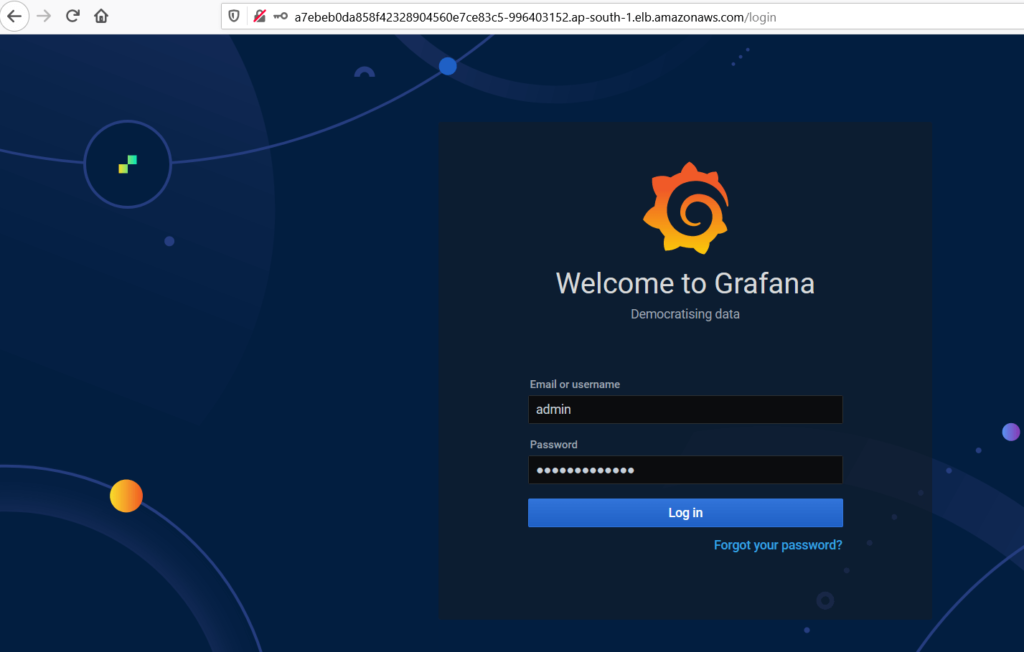 a7ebeb0da858f42328904560e7ce83c5-996403152.ap-south-1.elb.amazonaws.com/login
Welcome to Grafana
Democratising data
Email or username
admin
Password
●●●●●●●●●●●●●
Log in
Forgot your password?